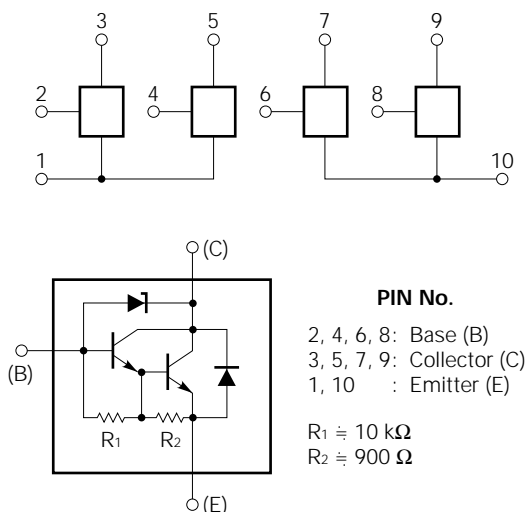 3 5 7 9
2 4 6 8
1 10
(C)
(B)
R1 R2
(E)
PIN No.
2, 4, 6, 8: Base (B)
3, 5, 7, 9: Collector (C)
1, 10 : Emitter (E)
R1 ≒ 10 kΩ
R2 ≒ 900 Ω